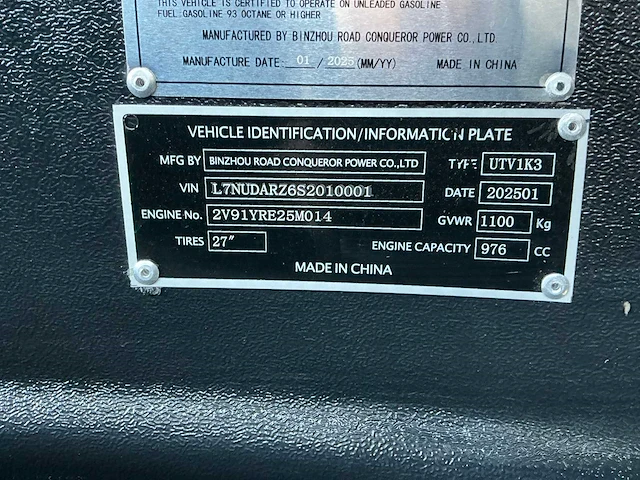 THIS VEHICLE IS CERTIFIED TO OPERATE ON UNLEADED GASOLINE
FUEL:GASOLINE 93 OCTANE OR HIGHER
MANUFACTURED BY BINZHOU ROAD CONQUEROR POWER CO.,LTD.
MANUFACTURE DATE: 01 / 2025 (MM/YY) MADE IN CHINA
VEHICLE IDENTIFICATION/INFORMATION PLATE
MFG BY BINZHOU ROAD CONQUEROR POWER CO.,LTD TYPE UTV1K3
VIN L7NUDARZ6S2010001 DATE 202501
ENGINE No. 2V91YRE25M014 GVWR 1100 Kg
TIRES 27" ENGINE CAPACITY 976 CC
MADE IN CHINA